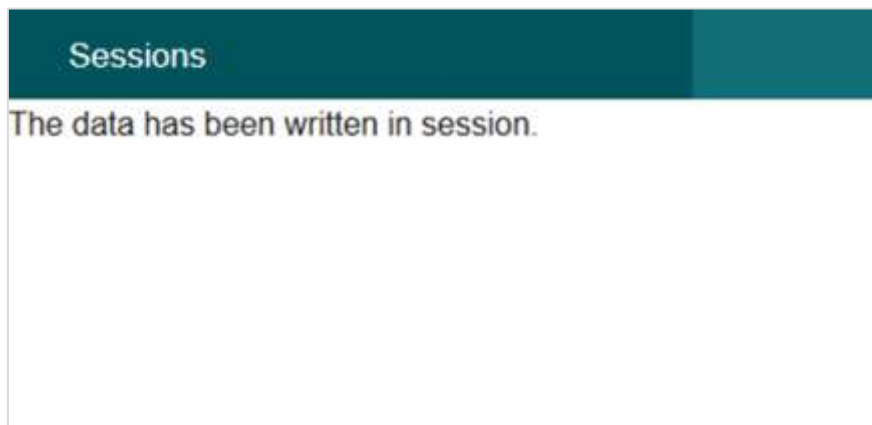 Sessions
The data has been written in session.